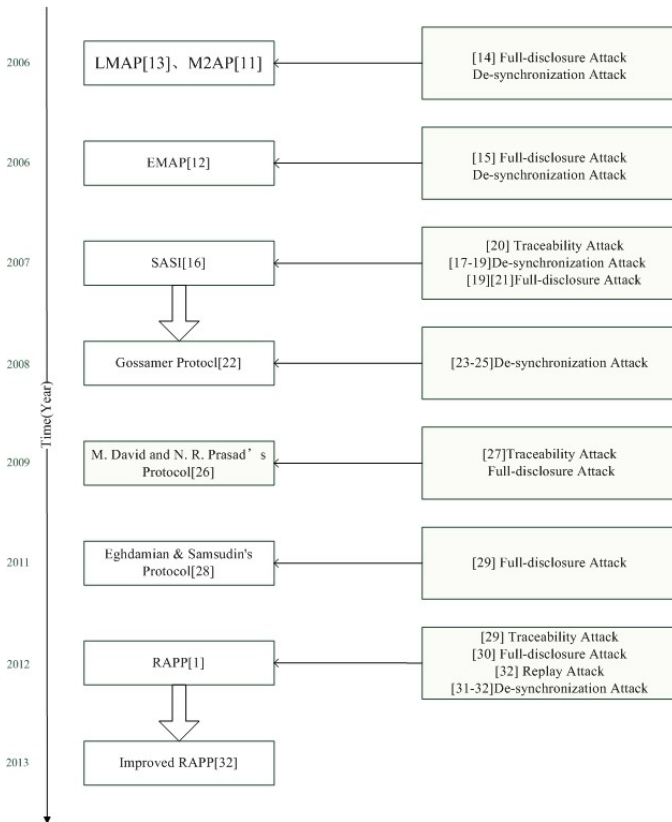 2006
LMAP[13]、M2AP[11]
[14] Full-disclosure Attack
De-synchronization Attack
2006
EMAP[12]
[15] Full-disclosure Attack
De-synchronization Attack
2007
SASI[16]
[20] Traceability Attack
[17-19]De-synchronization Attack
[19][21]Full-disclosure Attack
2008
Gossamer Protocl[22]
[23-25]De-synchronization Attack
Time(Year)
2009
M. David and N. R. Prasad’s
Protocol[26]
[27]Traceability Attack
Full-disclosure Attack
2011
Eghdamian & Samsudin's
Protocol[28]
[29] Full-disclosure Attack
2012
RAPP[1]
[29] Traceability Attack
[30] Full-disclosure Attack
[32] Replay Attack
[31-32]De-synchronization Attack
2013
Improved RAPP[32]